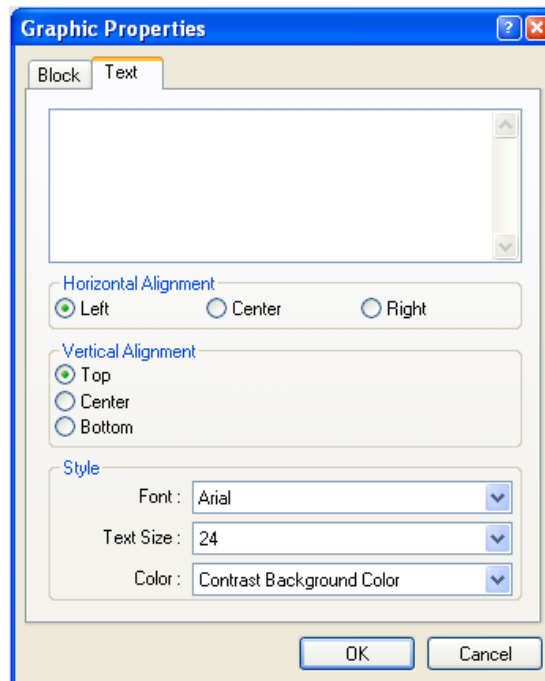 Graphic Properties
Block Text
Horizontal Alignment
Left Center Right
Vertical Alignment
Top
Center
Bottom
Style
Font : Arial
Text Size : 24
Color : Contrast Background Color
OK Cancel